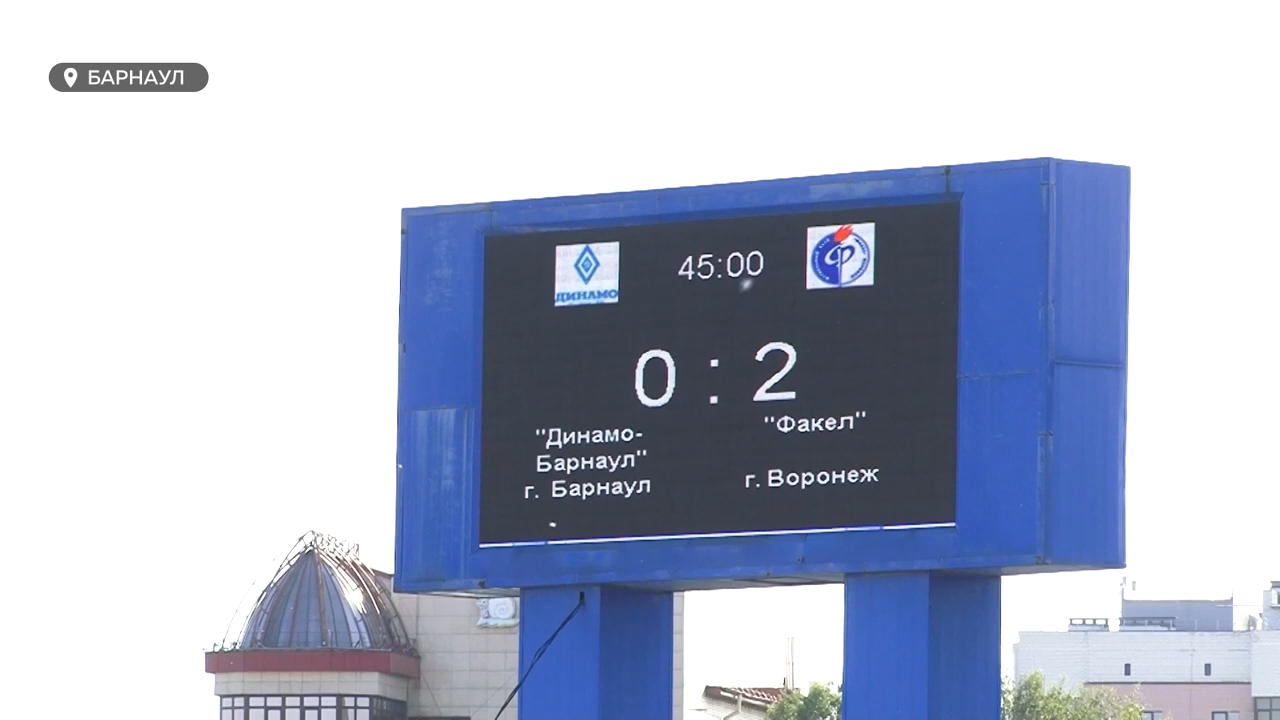 БАРНАУЛ
45:00
ДИНАМО
0 : 2
"Динамо-
Барнаул"
г. Барнаул
"Факел"
г. Воронеж